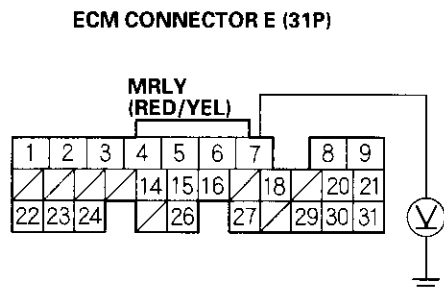 ECM CONNECTOR E (31P)
MRLY
(RED/YEL)
1 2 3 4 5 6 7 8 9
14 15 16 18 20 21
22 23 24 26 27 29 30 31
V